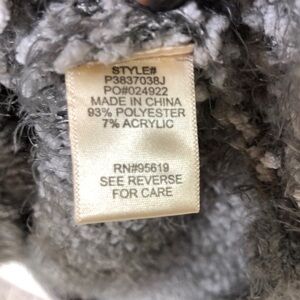 STYLE#
P3837038J
PO#024922
MADE IN CHINA
93% POLYESTER
7% ACRYLIC
RN#95619
SEE REVERSE
FOR CARE